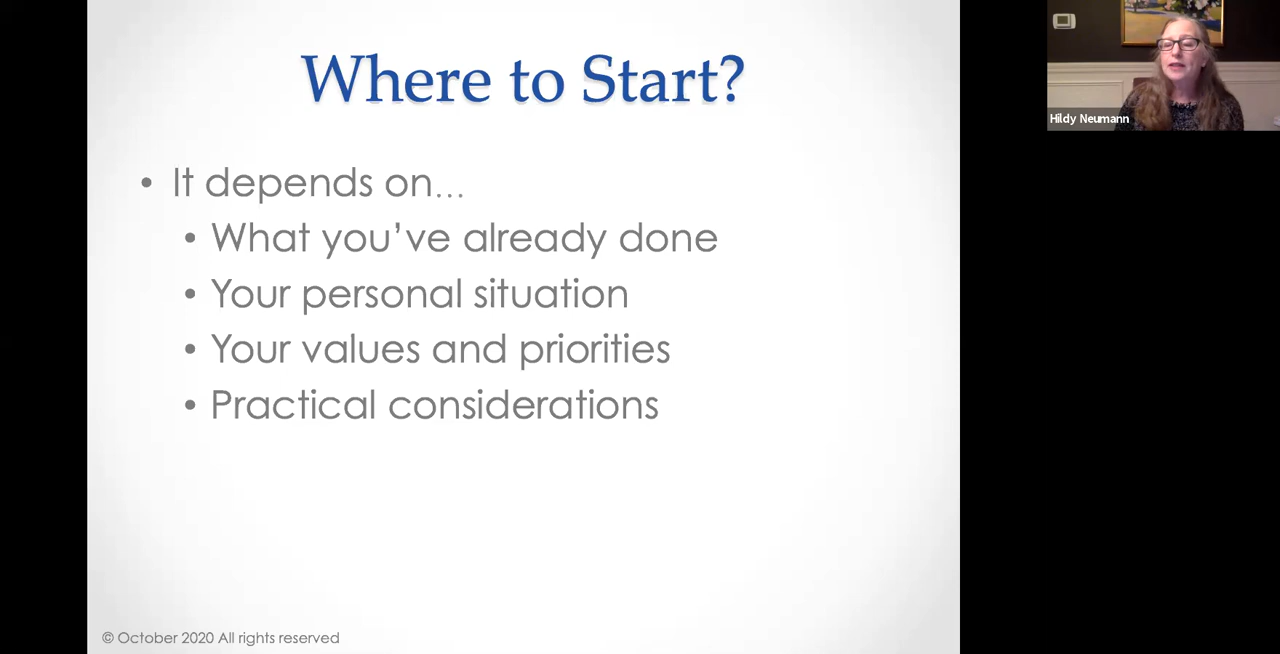 Where to Start?
• It depends on...
• What you've already done
• Your personal situation
• Your values and priorities
• Practical considerations
© October 2020 All rights reserved
Hildy Neumann